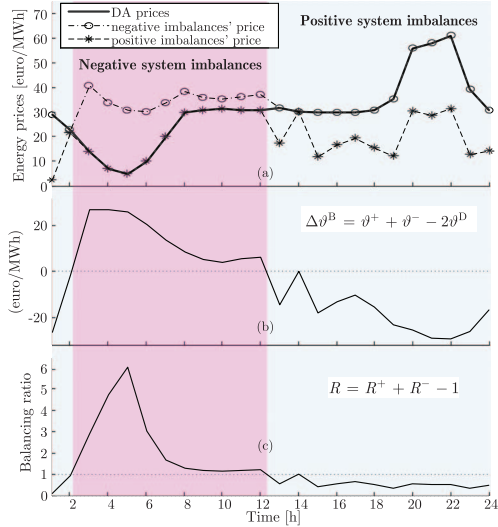 DA prices
negative imbalances' price
positive imbalances' price
Positive system imbalances
Negative system imbalances
Energy prices [euro/MWh]
70
60
50
40
30
20
10
0
(a)
(euro/MWh)
20
0
-20
Δϑᴮ = ϑ⁺ + ϑ⁻ − 2ϑᴰ
(b)
Balancing ratio
6
5
4
3
2
1
0
R = R⁺ + R⁻ − 1
(c)
2 4 6 8 10 12 14 16 18 20 22 24
Time [h]